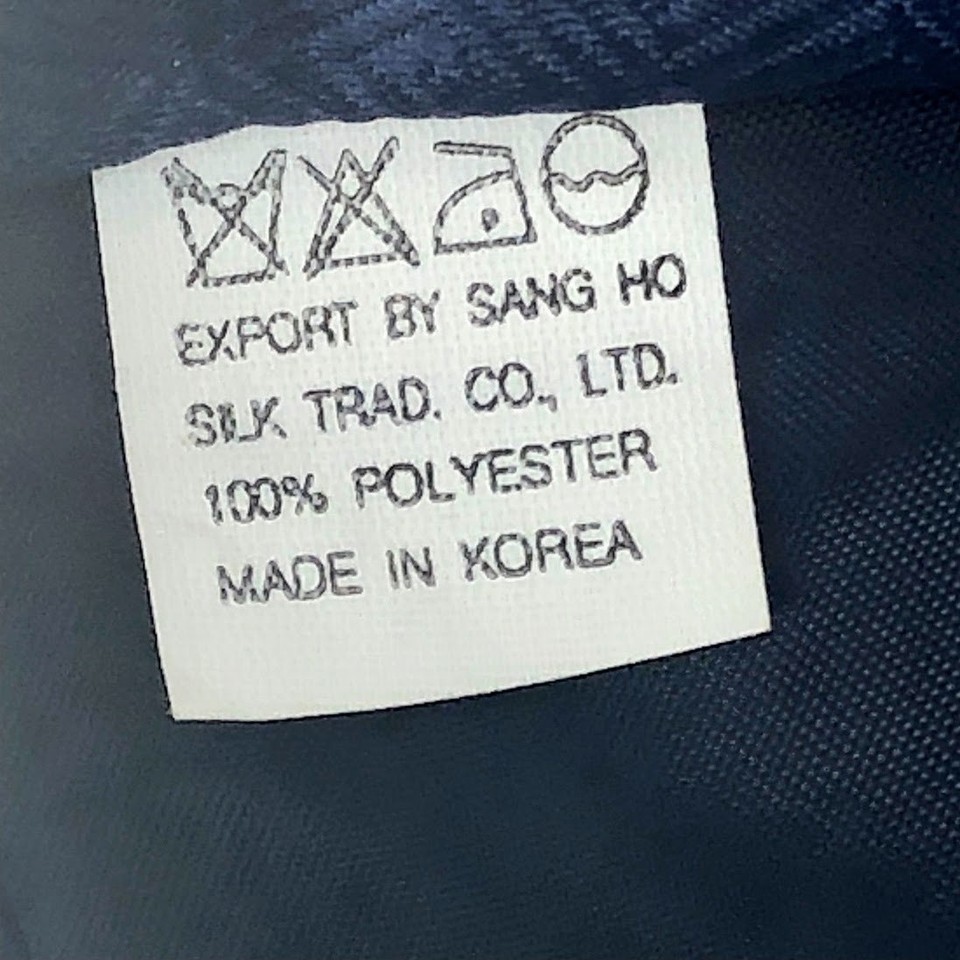 EXPORT BY SANG HO
SILK TRAD. CO., LTD.
100% POLYESTER
MADE IN KOREA